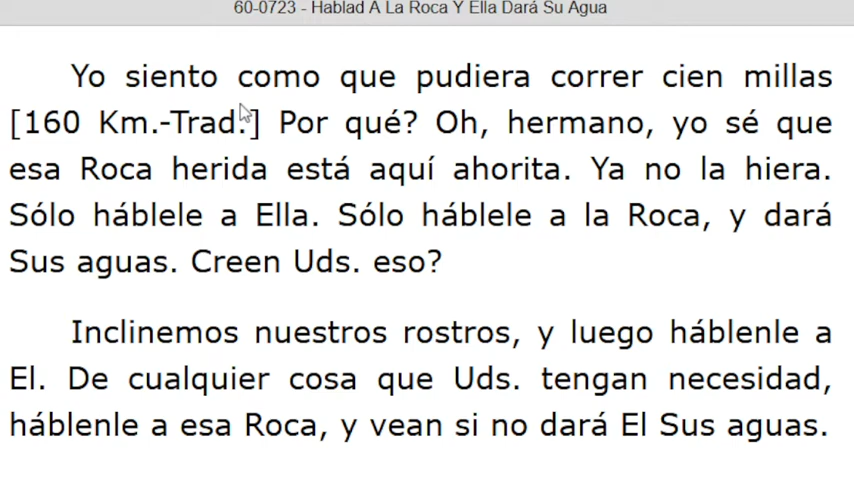 60-0723 - Hablad A La Roca Y Ella Dará Su Agua
Yo siento como que pudiera correr cien millas
[160 Km.-Trad.] Por qué? Oh, hermano, yo sé que
esa Roca herida está aquí ahorita. Ya no la hiera.
Sólo háblele a Ella. Sólo háblele a la Roca, y dará
Sus aguas. Creen Uds. eso?
Inclinemos nuestros rostros, y luego háblenle a
El. De cualquier cosa que Uds. tengan necesidad,
háblenle a esa Roca, y vean si no dará El Sus aguas.